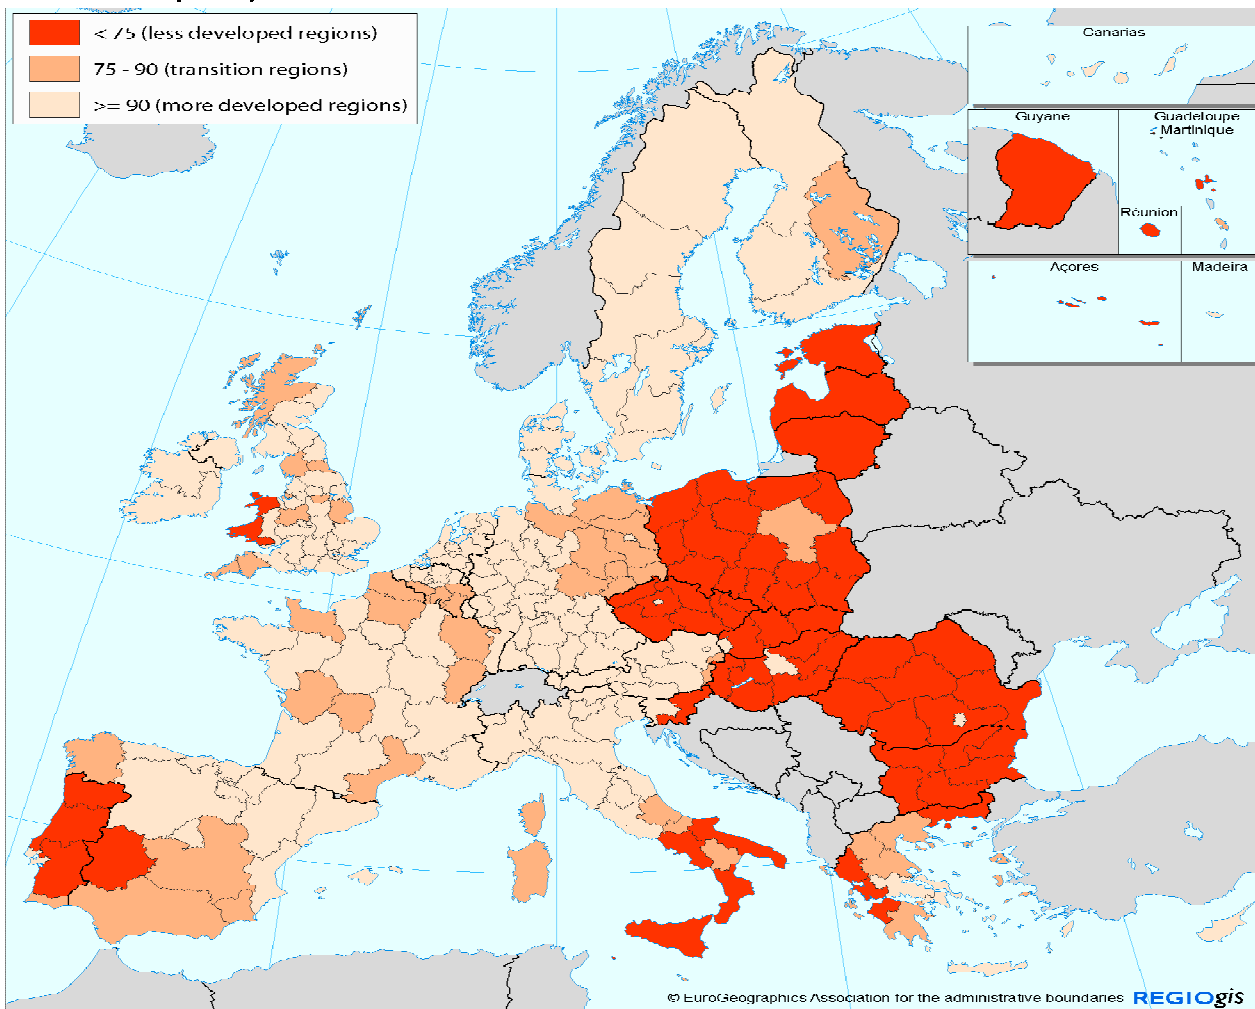 < 75 (less developed regions)
75 - 90 (transition regions)
>= 90 (more developed regions)
Canarias
Guyane
Guadeloupe
Martinique
Réunion
Açores
Madeira
© EuroGeographics Association for the administrative boundaries REGIOgis